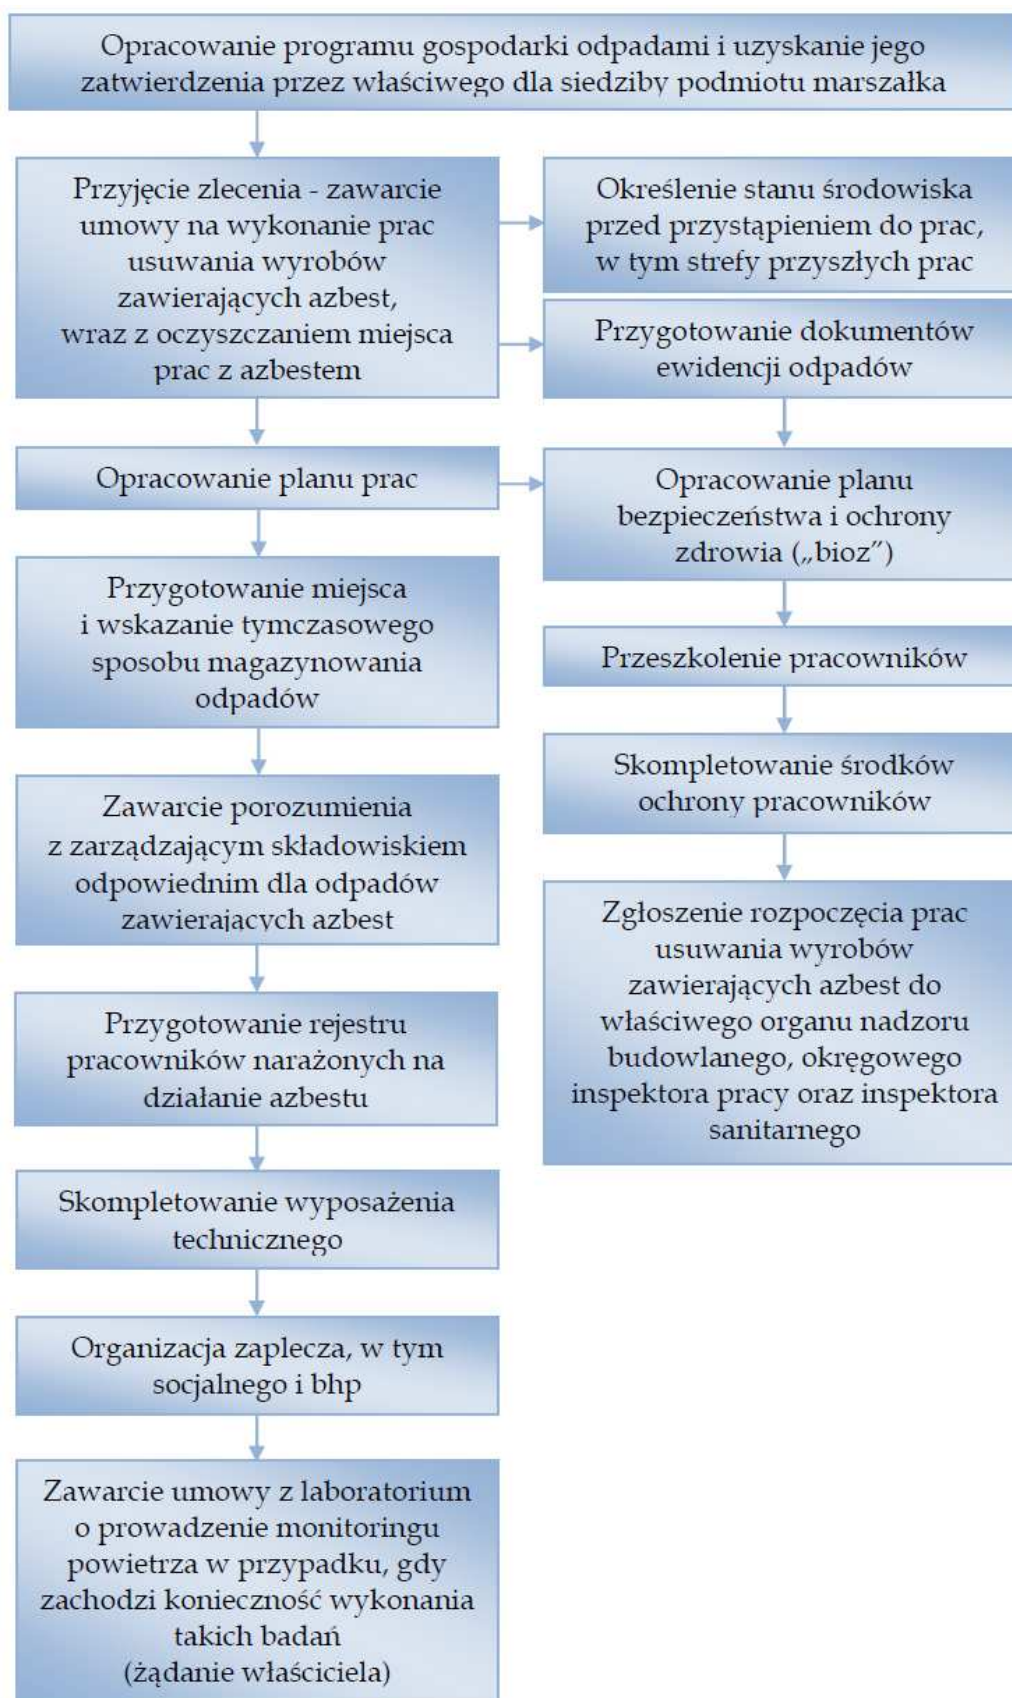 Opracowanie programu gospodarki odpadami i uzyskanie jego
zatwierdzenia przez właściwego dla siedziby podmiotu marszałka
Przyjęcie zlecenia - zawarcie
umowy na wykonanie prac
usuwania wyrobów
zawierających azbest,
wraz z oczyszczaniem miejsca
prac z azbestem
Określenie stanu środowiska
przed przystąpieniem do prac,
w tym strefy przyszłych prac
Przygotowanie dokumentów
ewidencji odpadów
Opracowanie planu prac
Opracowanie planu
bezpieczeństwa i ochrony
zdrowia („bioz”)
Przygotowanie miejsca
i wskazanie tymczasowego
sposobu magazynowania
odpadów
Przeszkolenie pracowników
Skompletowanie środków
ochrony pracowników
Zawarcie porozumienia
z zarządzającym składowiskiem
odpowiednim dla odpadów
zawierających azbest
Zgłoszenie rozpoczęcia prac
usuwania wyrobów
zawierających azbest do
właściwego organu nadzoru
budowlanego, okręgowego
inspektora pracy oraz inspektora
sanitarnego
Przygotowanie rejestru
pracowników narażonych na
działanie azbestu
Skompletowanie wyposażenia
technicznego
Organizacja zaplecza, w tym
socjalnego i bhp
Zawarcie umowy z laboratorium
o prowadzenie monitoringu
powietrza w przypadku, gdy
zachodzi konieczność wykonania
takich badań
(żądanie właściciela)